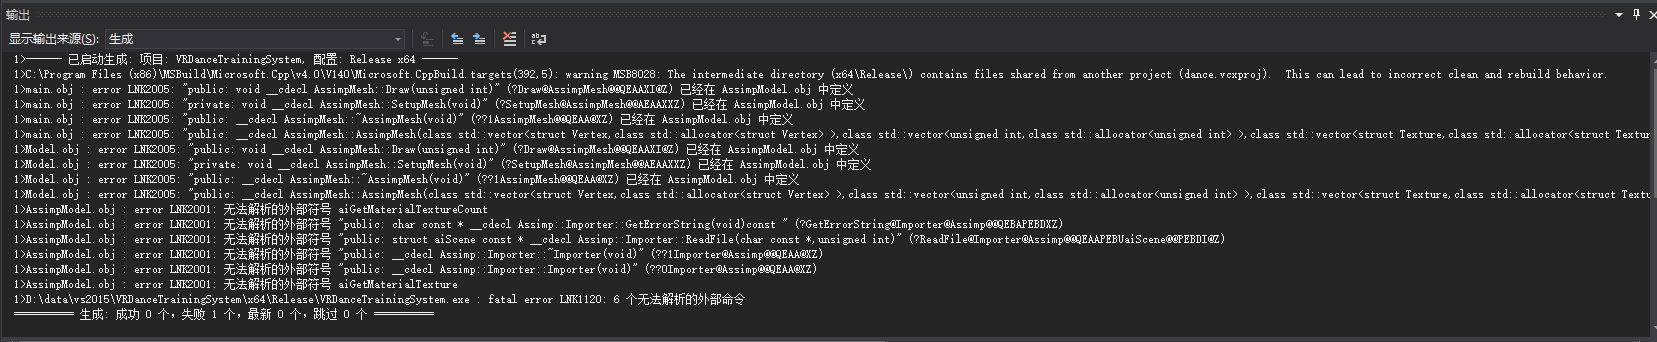 输出
显示输出来源(S): 生成
1>------ 已启动生成: 项目: VRDanceTrainingSystem, 配置: Release x64 ------
1>C:\Program Files (x86)\MSBuild\Microsoft.Cpp\v4.0\V140\Microsoft.CppBuild.targets(392,5): warning MSB8028: The intermediate directory (x64\Release\) contains files shared from another project (dance.vcxproj).  This can lead to incorrect clean and rebuild behavior.
1>main.obj : error LNK2005: "public: void __cdecl AssimpMesh::Draw(unsigned int)" (?Draw@AssimpMesh@@QEAAXI@Z) 已经在 AssimpModel.obj 中定义
1>main.obj : error LNK2005: "private: void __cdecl AssimpMesh::SetupMesh(void)" (?SetupMesh@AssimpMesh@@AEAAXXZ) 已经在 AssimpModel.obj 中定义
1>main.obj : error LNK2005: "public: __cdecl AssimpMesh::~AssimpMesh(void)" (??1AssimpMesh@@QEAA@XZ) 已经在 AssimpModel.obj 中定义
1>main.obj : error LNK2005: "public: __cdecl AssimpMesh::AssimpMesh(class std::vector<struct Vertex,class std::allocator<struct Vertex> >,class std::vector<unsigned int,class std::allocator<unsigned int> >,class std::vector<struct Texture,class std::allocator<struct Textur
1>Model.obj : error LNK2005: "public: void __cdecl AssimpMesh::Draw(unsigned int)" (?Draw@AssimpMesh@@QEAAXI@Z) 已经在 AssimpModel.obj 中定义
1>Model.obj : error LNK2005: "private: void __cdecl AssimpMesh::SetupMesh(void)" (?SetupMesh@AssimpMesh@@AEAAXXZ) 已经在 AssimpModel.obj 中定义
1>Model.obj : error LNK2005: "public: __cdecl AssimpMesh::~AssimpMesh(void)" (??1AssimpMesh@@QEAA@XZ) 已经在 AssimpModel.obj 中定义
1>Model.obj : error LNK2005: "public: __cdecl AssimpMesh::AssimpMesh(class std::vector<struct Vertex,class std::allocator<struct Vertex> >,class std::vector<unsigned int,class std::allocator<unsigned int> >,class std::vector<struct Texture,class std::allocator<struct Textu
1>AssimpModel.obj : error LNK2001: 无法解析的外部符号 aiGetMaterialTextureCount
1>AssimpModel.obj : error LNK2001: 无法解析的外部符号 "public: char const * __cdecl Assimp::Importer::GetErrorString(void)const " (?GetErrorString@Importer@Assimp@@QEBAPEBDXZ)
1>AssimpModel.obj : error LNK2001: 无法解析的外部符号 "public: struct aiScene const * __cdecl Assimp::Importer::ReadFile(char const *,unsigned int)" (?ReadFile@Importer@Assimp@@QEAAPEBUaiScene@@PEBDI@Z)
1>AssimpModel.obj : error LNK2001: 无法解析的外部符号 "public: __cdecl Assimp::Importer::~Importer(void)" (??1Importer@Assimp@@QEAA@XZ)
1>AssimpModel.obj : error LNK2001: 无法解析的外部符号 "public: __cdecl Assimp::Importer::Importer(void)" (??0Importer@Assimp@@QEAA@XZ)
1>AssimpModel.obj : error LNK2001: 无法解析的外部符号 aiGetMaterialTexture
1>D:\data\vs2015\VRDanceTrainingSystem\x64\Release\VRDanceTrainingSystem.exe : fatal error LNK1120: 6 个无法解析的外部命令
========== 生成: 成功 0 个，失败 1 个，最新 0 个，跳过 0 个 ==========